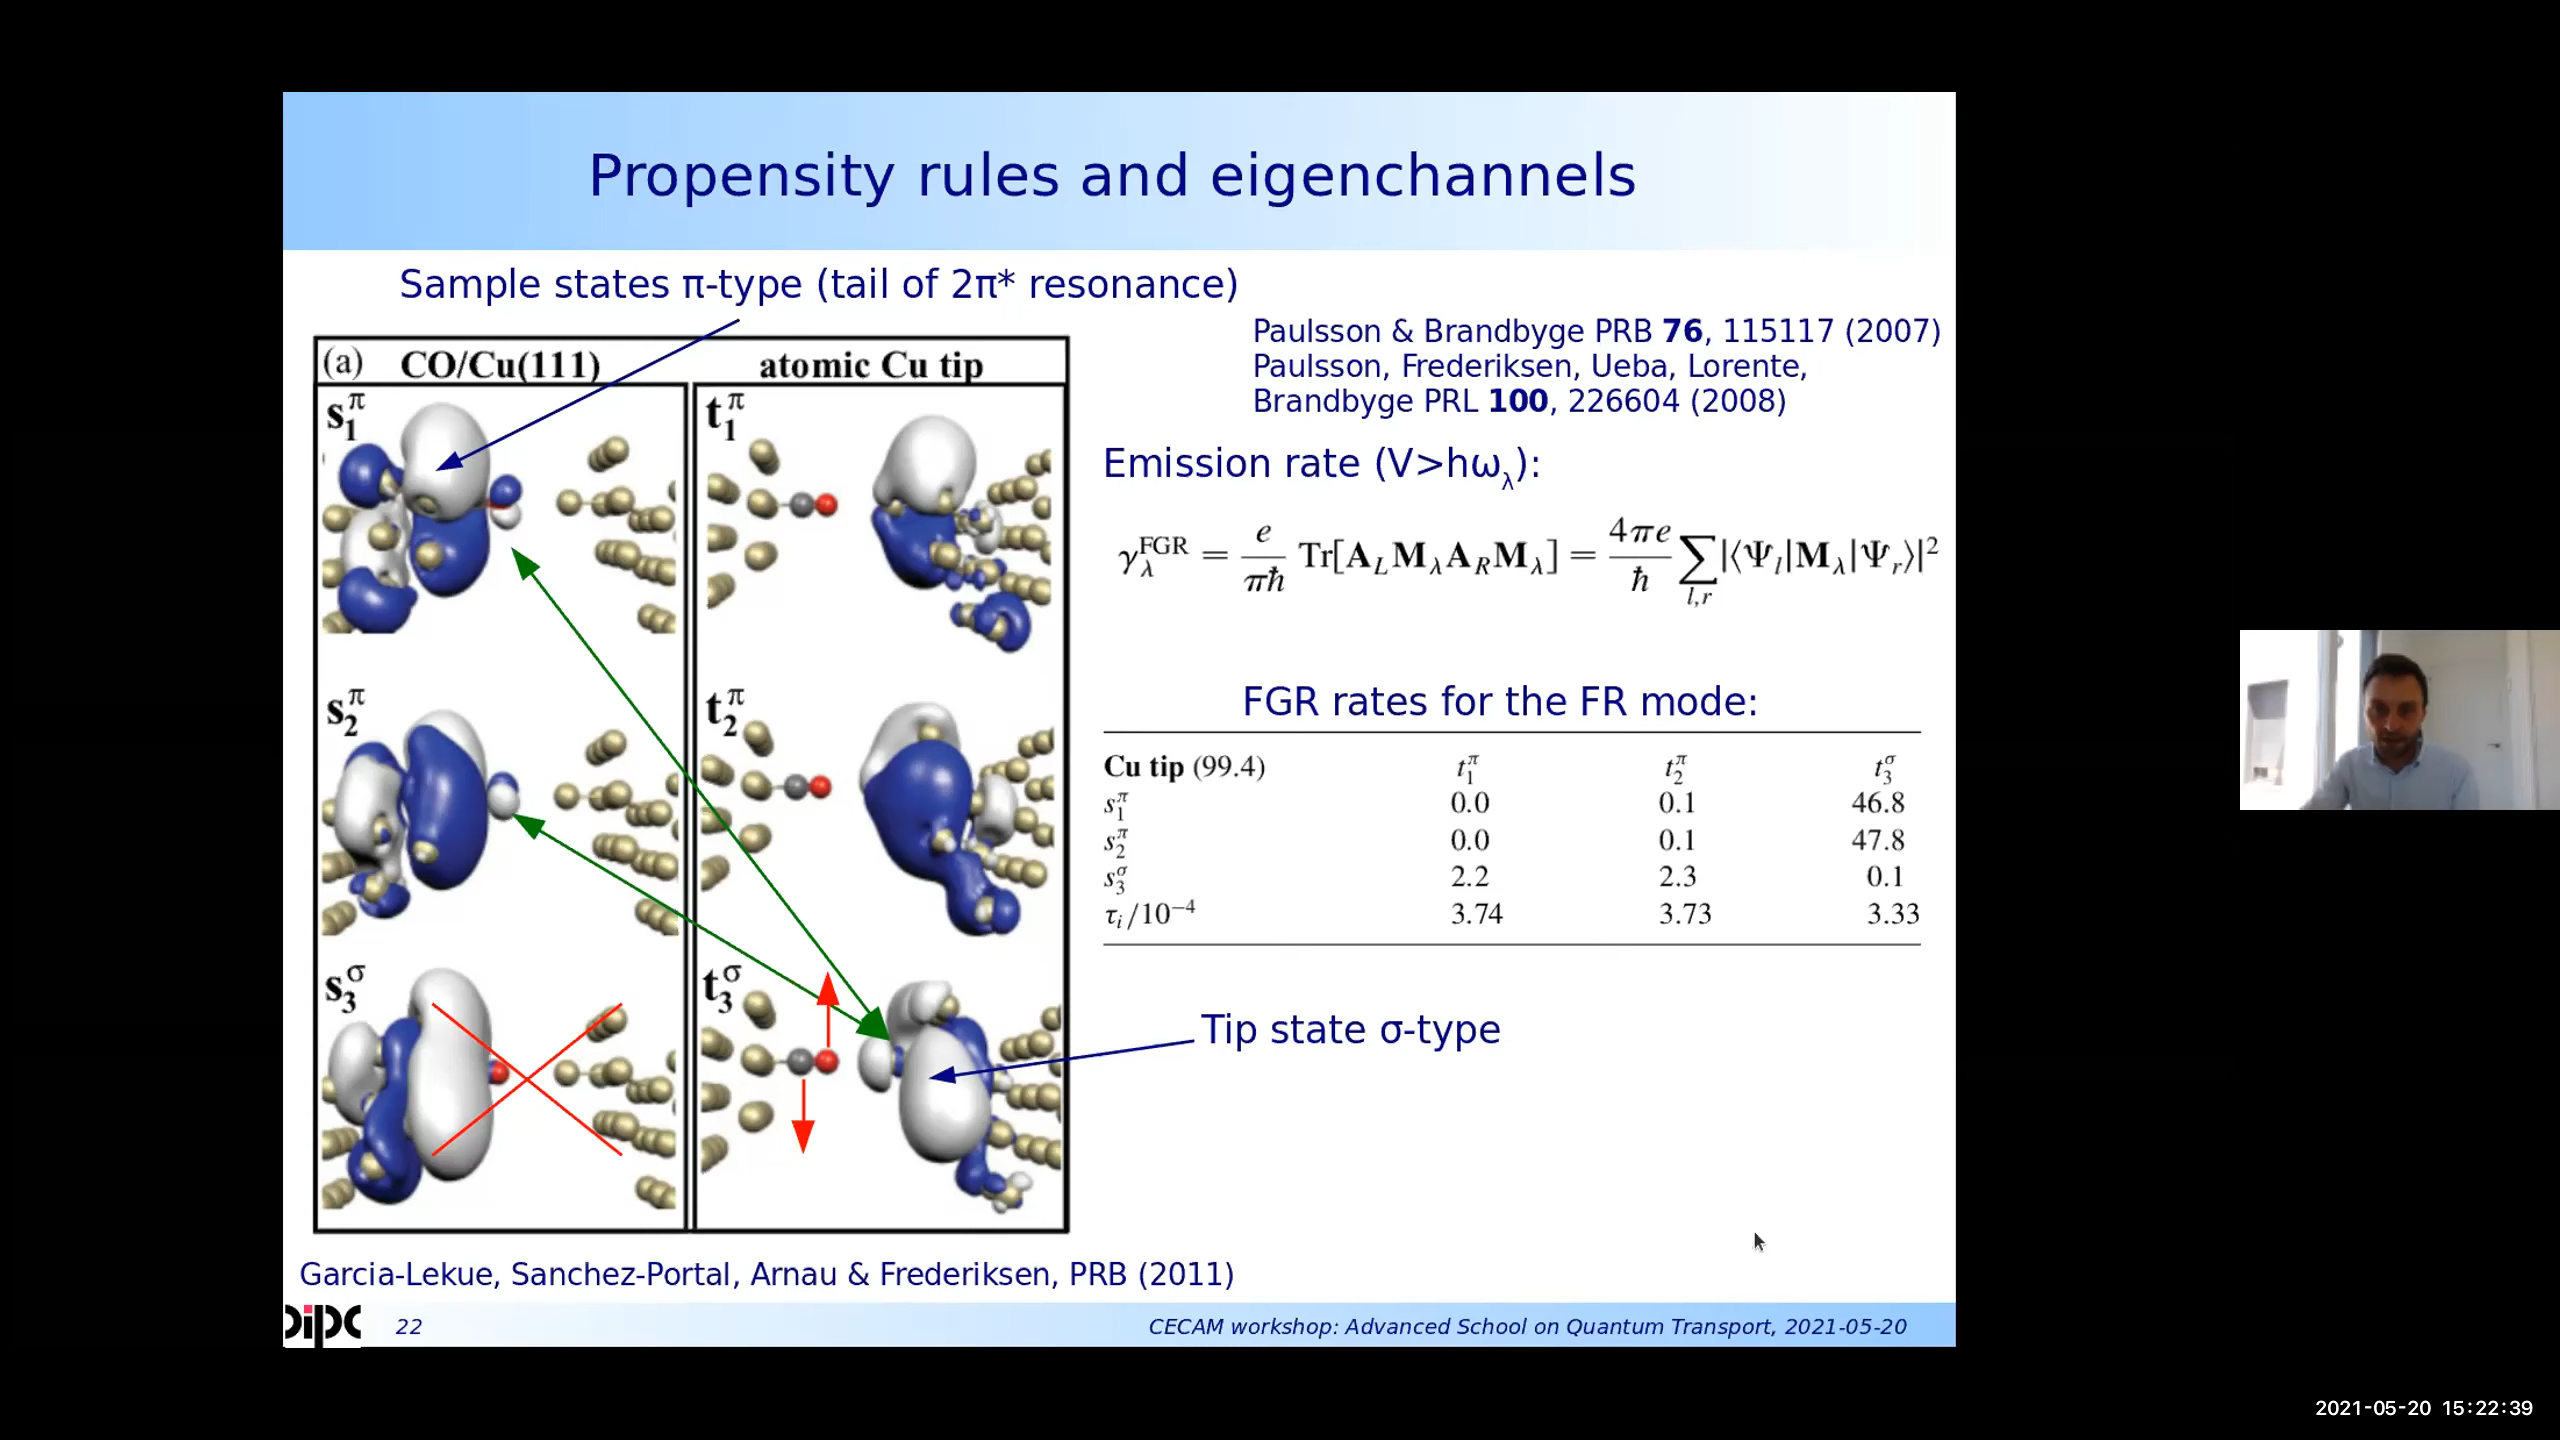 Propensity rules and eigenchannels
Sample states π-type (tail of 2π* resonance)
Paulsson & Brandbyge PRB 76, 115117 (2007)
Paulsson, Frederiksen, Ueba, Lorente,
Brandbyge PRL 100, 226604 (2008)
(a) CO/Cu(111) atomic Cu tip
s₁^π t₁^π
s₂^π t₂^π
s₃^σ t₃^σ
Emission rate (V>hω_λ):
γ_λ^FGR = e/πħ Tr[A_L M_λ A_R M_λ] = 4πe/ħ ∑_{l,r} |⟨Ψ_l|M_λ|Ψ_r⟩|²
FGR rates for the FR mode:
Cu tip (99.4) t₁^π t₂^π t₃^σ
s₁^π 0.0 0.1 46.8
s₂^π 0.0 0.1 47.8
s₃^σ 2.2 2.3 0.1
τ_i/10⁻⁴ 3.74 3.73 3.33
Tip state σ-type
Garcia-Lekue, Sanchez-Portal, Arnau & Frederiksen, PRB (2011)
dipc 22 CECAM workshop: Advanced School on Quantum Transport, 2021-05-20
2021-05-20 15:22:39